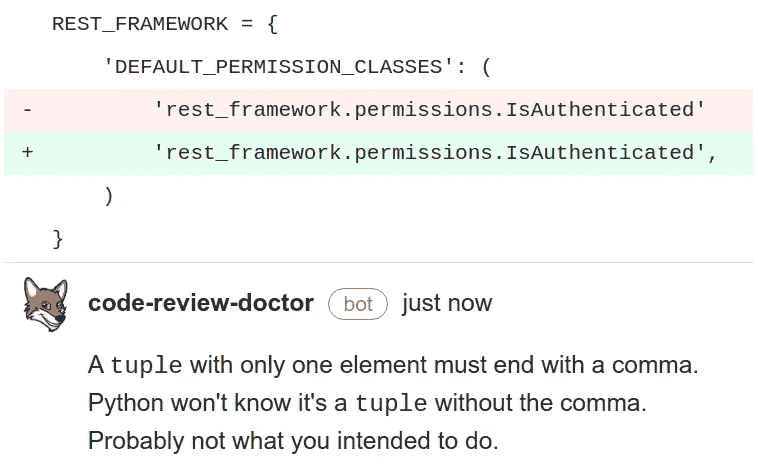 REST_FRAMEWORK = {
'DEFAULT_PERMISSION_CLASSES': (
- 'rest_framework.permissions.IsAuthenticated'
+ 'rest_framework.permissions.IsAuthenticated',
)
}
code-review-doctor bot just now
A tuple with only one element must end with a comma.
Python won't know it's a tuple without the comma.
Probably not what you intended to do.